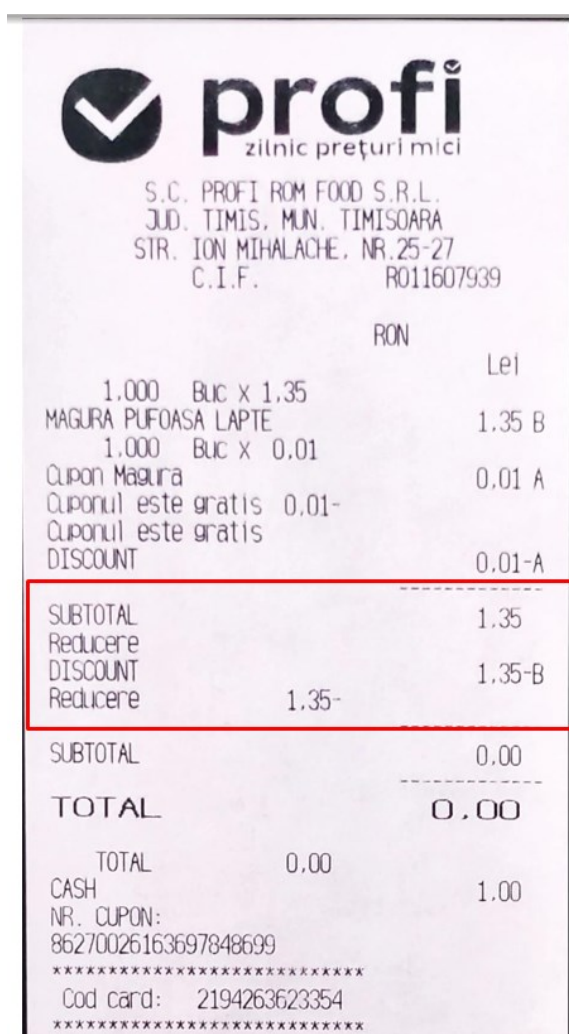 profi
zilnic prețuri mici
S.C. PROFI ROM FOOD S.R.L.
JUD. TIMIS, MUN. TIMISOARA
STR. ION MIHALACHE, NR.25-27
C.I.F. RO11607939
RON
Lei
1.000 Buc x 1.35
MAGURA PUFOASA LAPTE 1.35 B
1.000 Buc x 0.01
Cupon Magura 0.01 A
Cuponul este gratis 0.01-
Cuponul este gratis
DISCOUNT 0.01-A
SUBTOTAL 1.35
Reducere
DISCOUNT 1.35-B
Reducere 1.35-
SUBTOTAL 0.00
TOTAL 0.00
TOTAL 0.00
CASH 1.00
NR. CUPON:
86270026163697848699
****************************
Cod card: 2194263623354
****************************